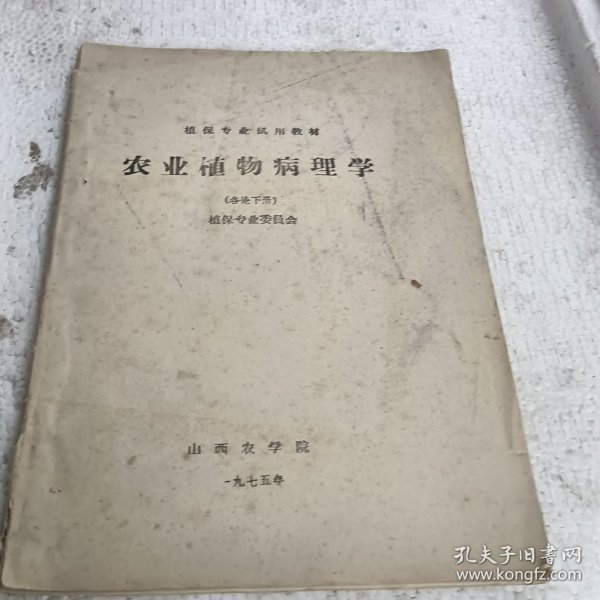 植保专业试用教材
农业植物病理学
(各论下册)
植保专业委员会
山西农学院
一九七五年
孔夫子旧书网
www.kongfz.com